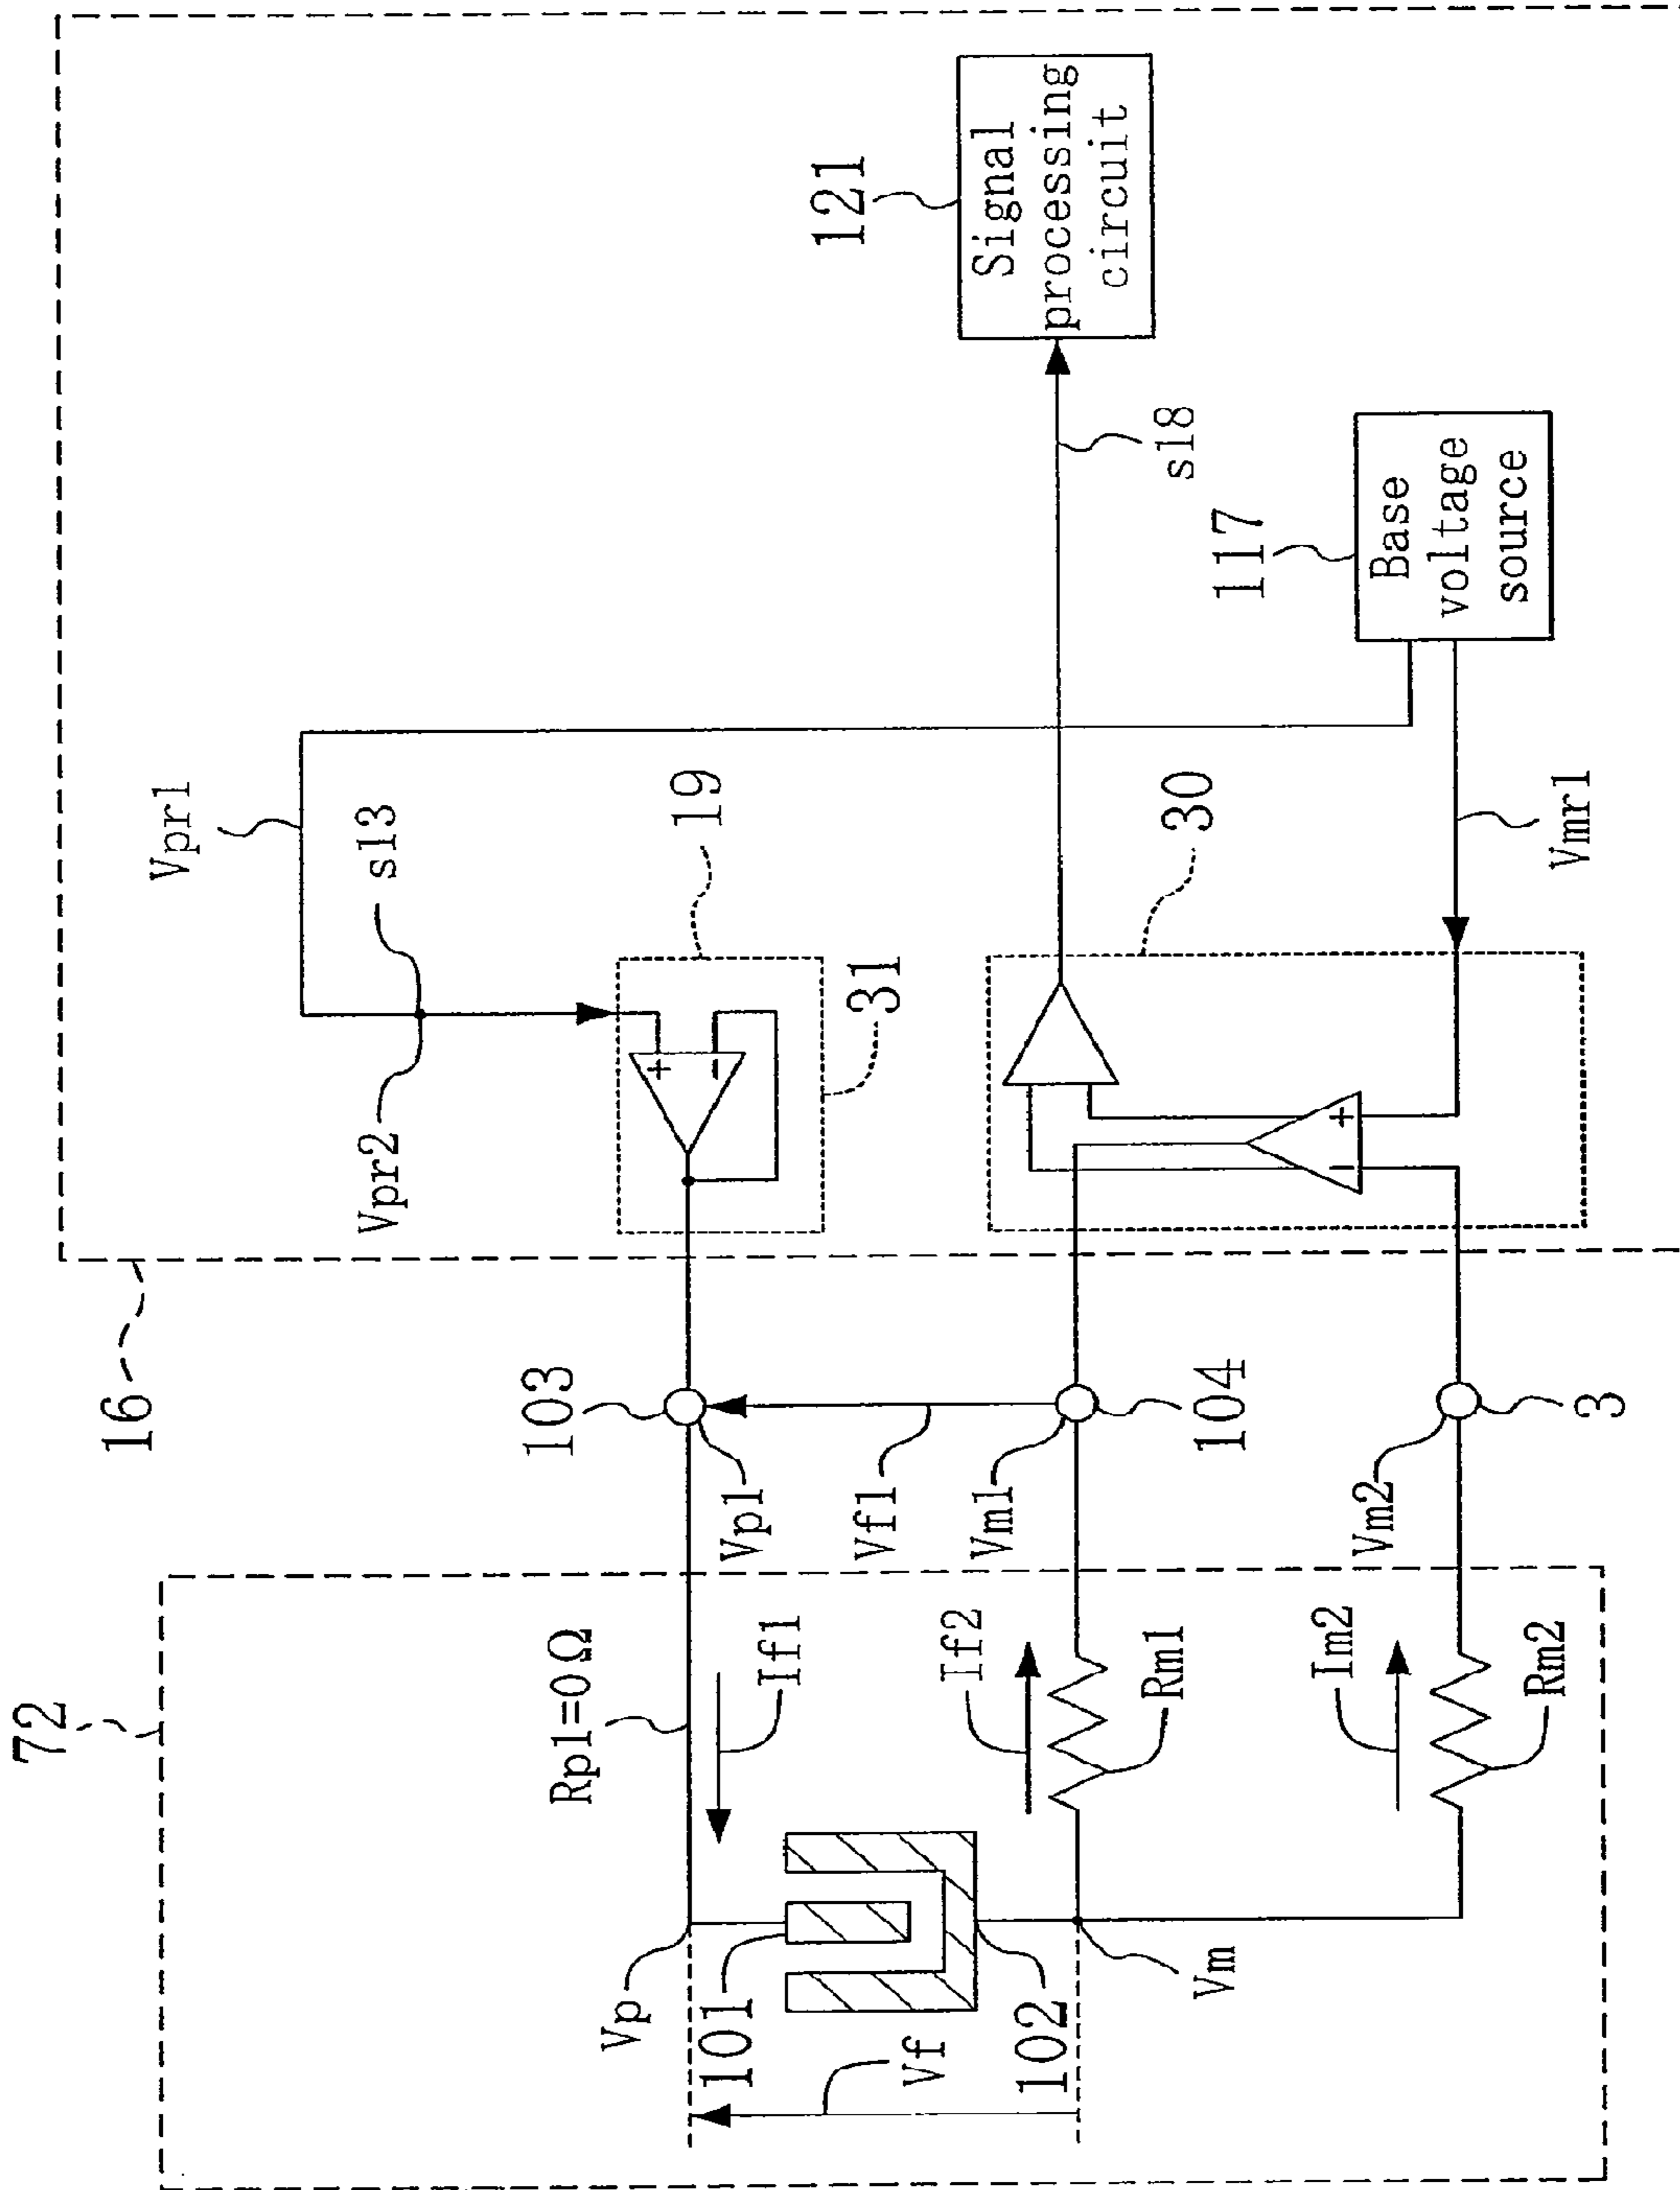 72
16
Rp1=0Ω
103
Vpr1
Vpr2
s13
19
31
121
Signal
processing
circuit
Vp
101
If1
Vp1
Vf
Vf1
102
If2
Vm1
104
Rm1
Vm
30
s18
117
Base
voltage
source
Vmr1
Im2
Vm2
Rm2
3
+
−
−
+